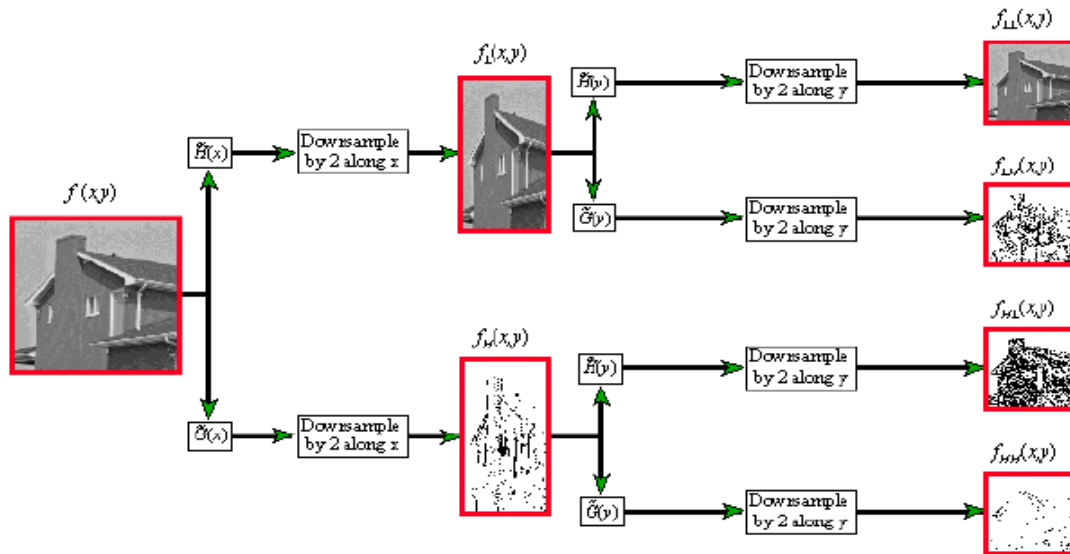 f_LL(x,y)
f_L(x,y)
H̃(y)
Downsample
by 2 along y
H̃(x)
Downsample
by 2 along x
f_LH(x,y)
f(x,y)
G̃(y)
Downsample
by 2 along y
f_HL(x,y)
f_H(x,y)
H̃(y)
Downsample
by 2 along y
G̃(x)
Downsample
by 2 along x
f_HH(x,y)
G̃(y)
Downsample
by 2 along y